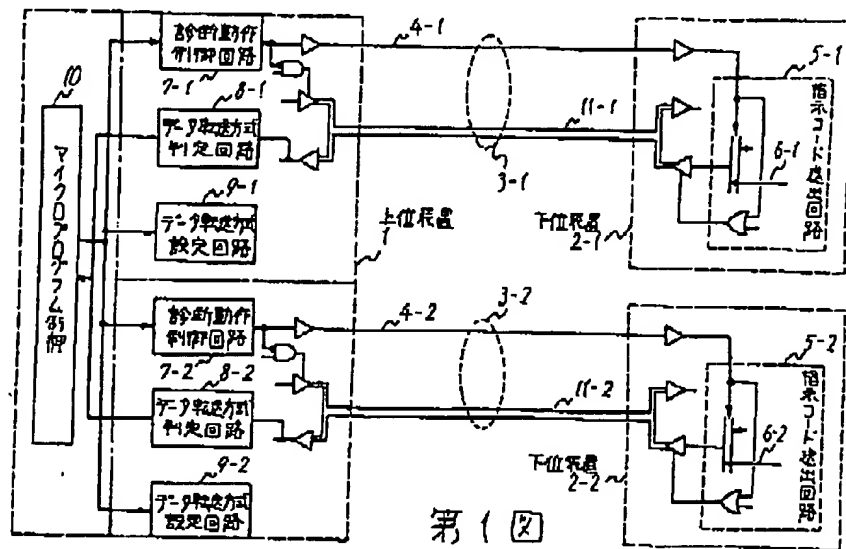 診断動作
制御回路
7-1
8-1
データ転送方式
判定回路
9-1
データ転送方式
設定回路
10
マイクロプログラム制御
上位装置
1
4-1
3-1
11-1
下位装置
2-1
5-1
指示コード送出回路
6-1
診断動作
制御回路
7-2
8-2
データ転送方式
判定回路
9-2
データ転送方式
設定回路
4-2
3-2
11-2
下位装置
2-2
5-2
指示コード送出回路
6-2
第1図